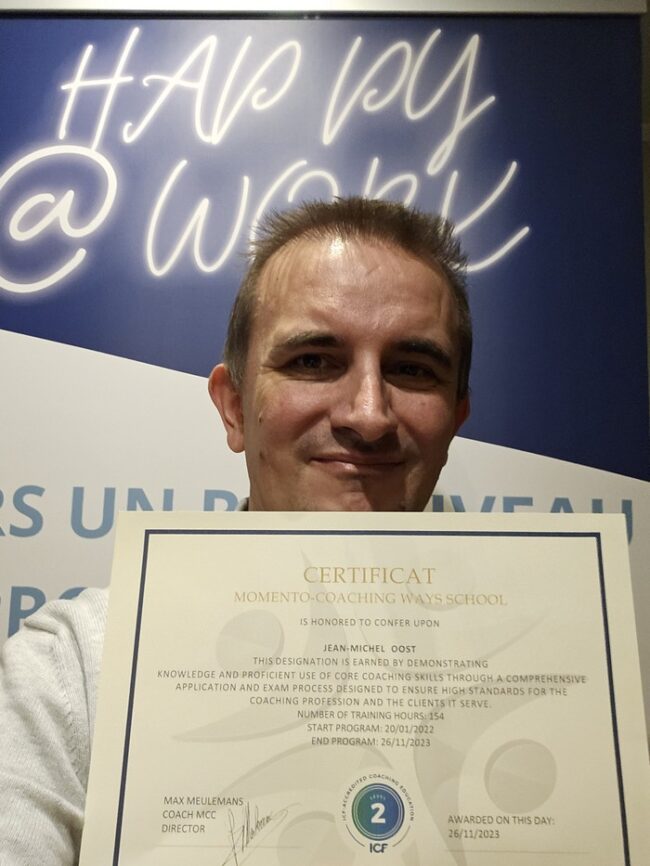 HAPPY
@ WORK
RS UN
CERTIFICAT
MOMENTO-COACHING WAYS SCHOOL
IS HONORED TO CONFER UPON
JEAN-MICHEL OOST
THIS DESIGNATION IS EARNED BY DEMONSTRATING
KNOWLEDGE AND PROFICIENT USE OF CORE COACHING SKILLS THROUGH A COMPREHENSIVE
APPLICATION AND EXAM PROCESS DESIGNED TO ENSURE HIGH STANDARDS FOR THE
COACHING PROFESSION AND THE CLIENTS IT SERVE.
NUMBER OF TRAINING HOURS: 154
START PROGRAM: 20/01/2022
END PROGRAM: 26/11/2023
MAX MEULEMANS
COACH MCC
DIRECTOR
ICF-ACCREDITED COACHING EDUCATION
LEVEL
2
ICF
AWARDED ON THIS DAY:
26/11/2023